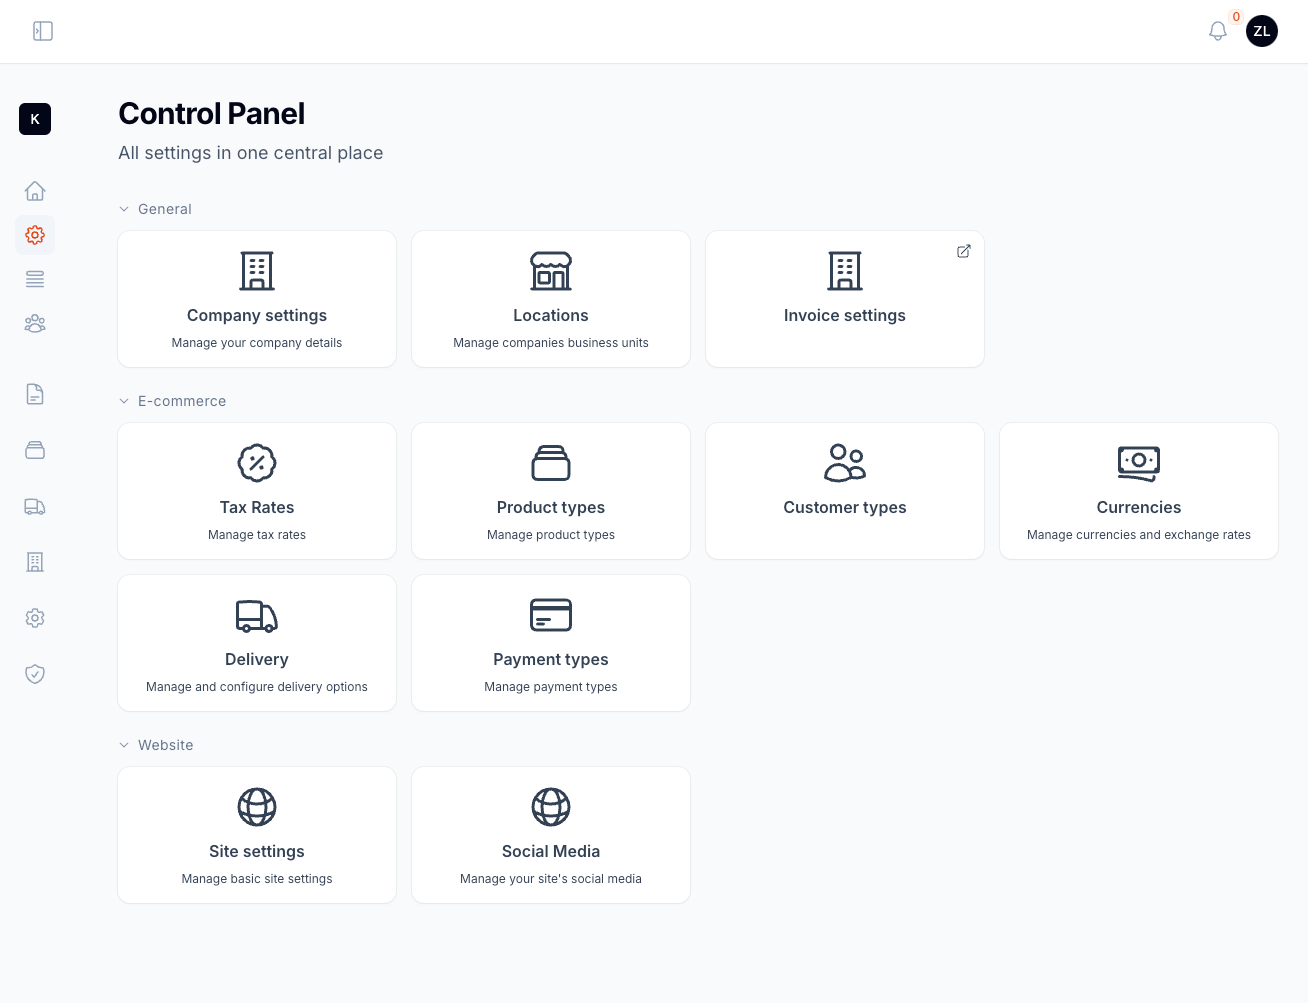 0
ZL
K
Control Panel
All settings in one central place
General
Company settings
Manage your company details
Locations
Manage companies business units
Invoice settings
E-commerce
Tax Rates
Manage tax rates
Product types
Manage product types
Customer types
Currencies
Manage currencies and exchange rates
Delivery
Manage and configure delivery options
Payment types
Manage payment types
Website
Site settings
Manage basic site settings
Social Media
Manage your site's social media